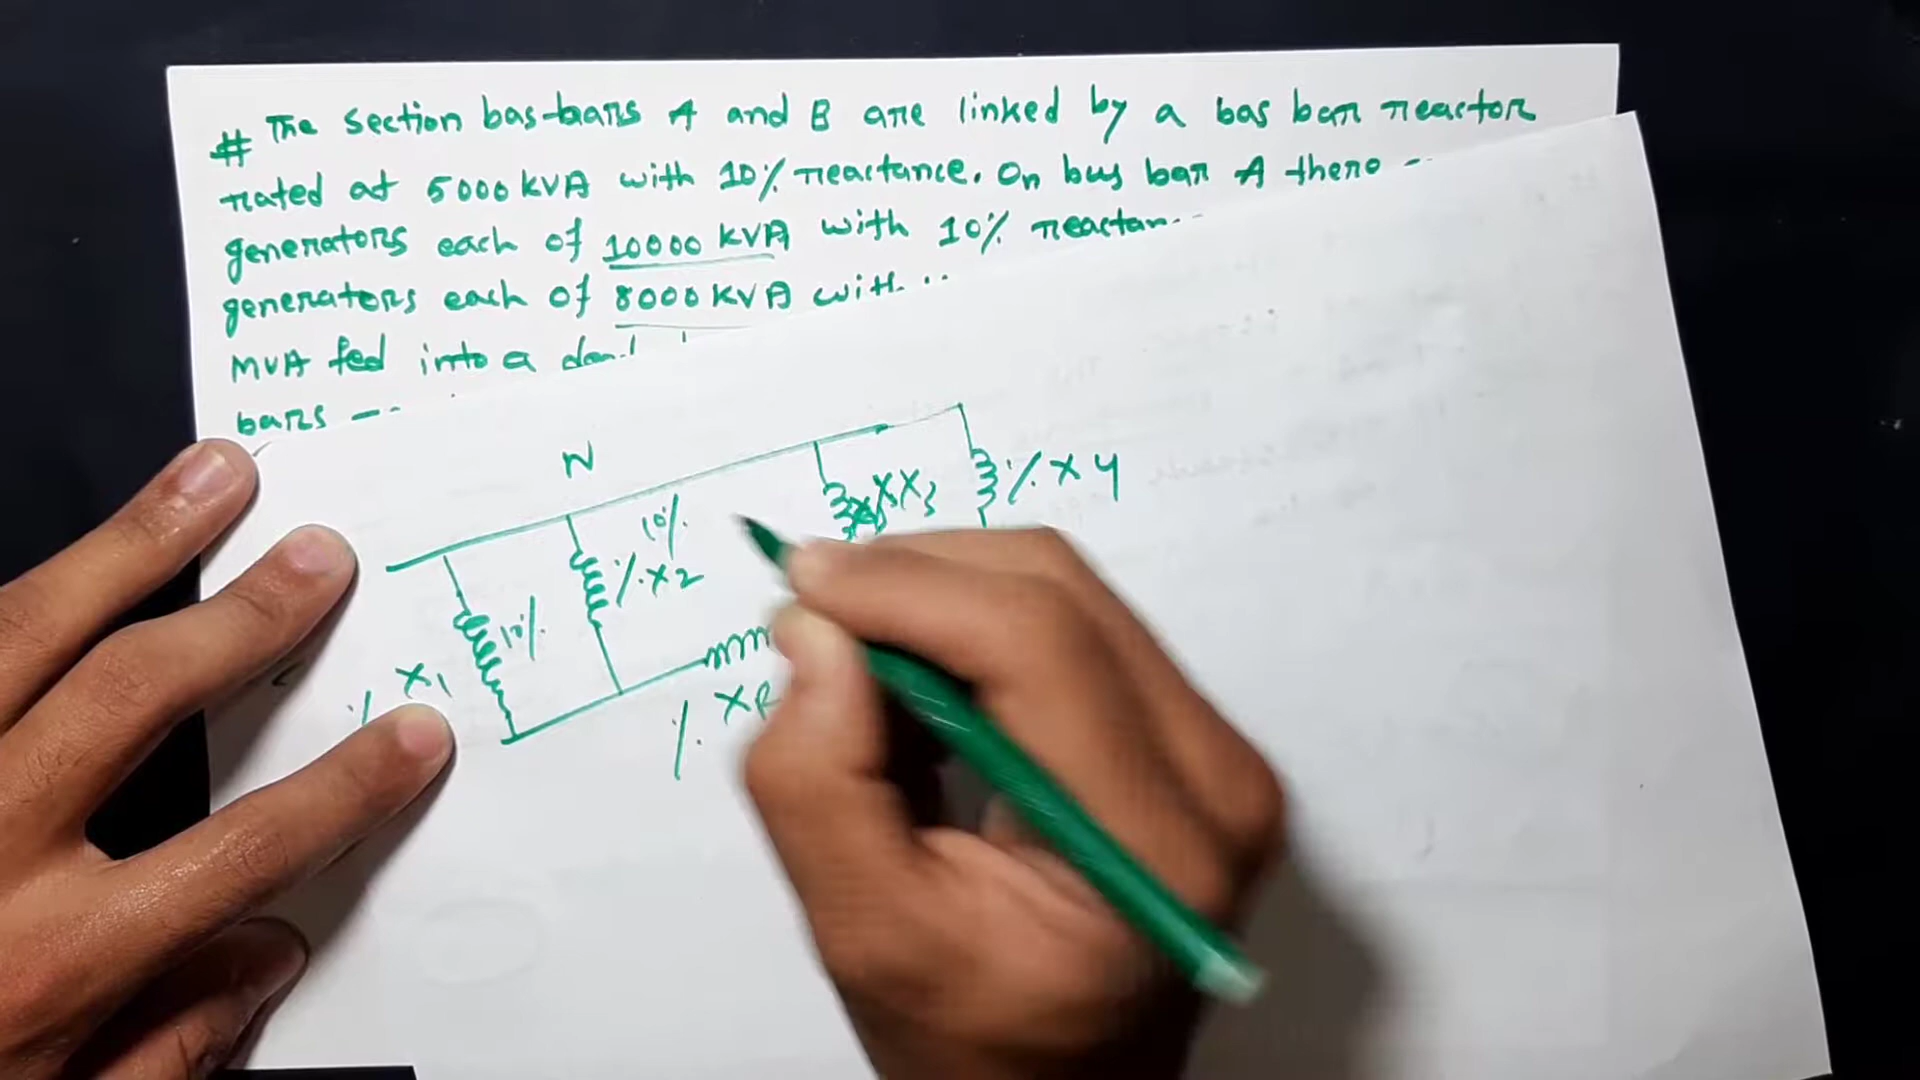 # The section bas-bars A and B are linked by a bas bar reactor
rated at 5000 KVA with 10% reactance. On bus bar A there
generators each of 10000 KVA with 10% reactan
generators each of 8000 KVA with
MVA fed into a
bars
N
10%
%X2
10%
X1
%
XX3
%X4
% XR